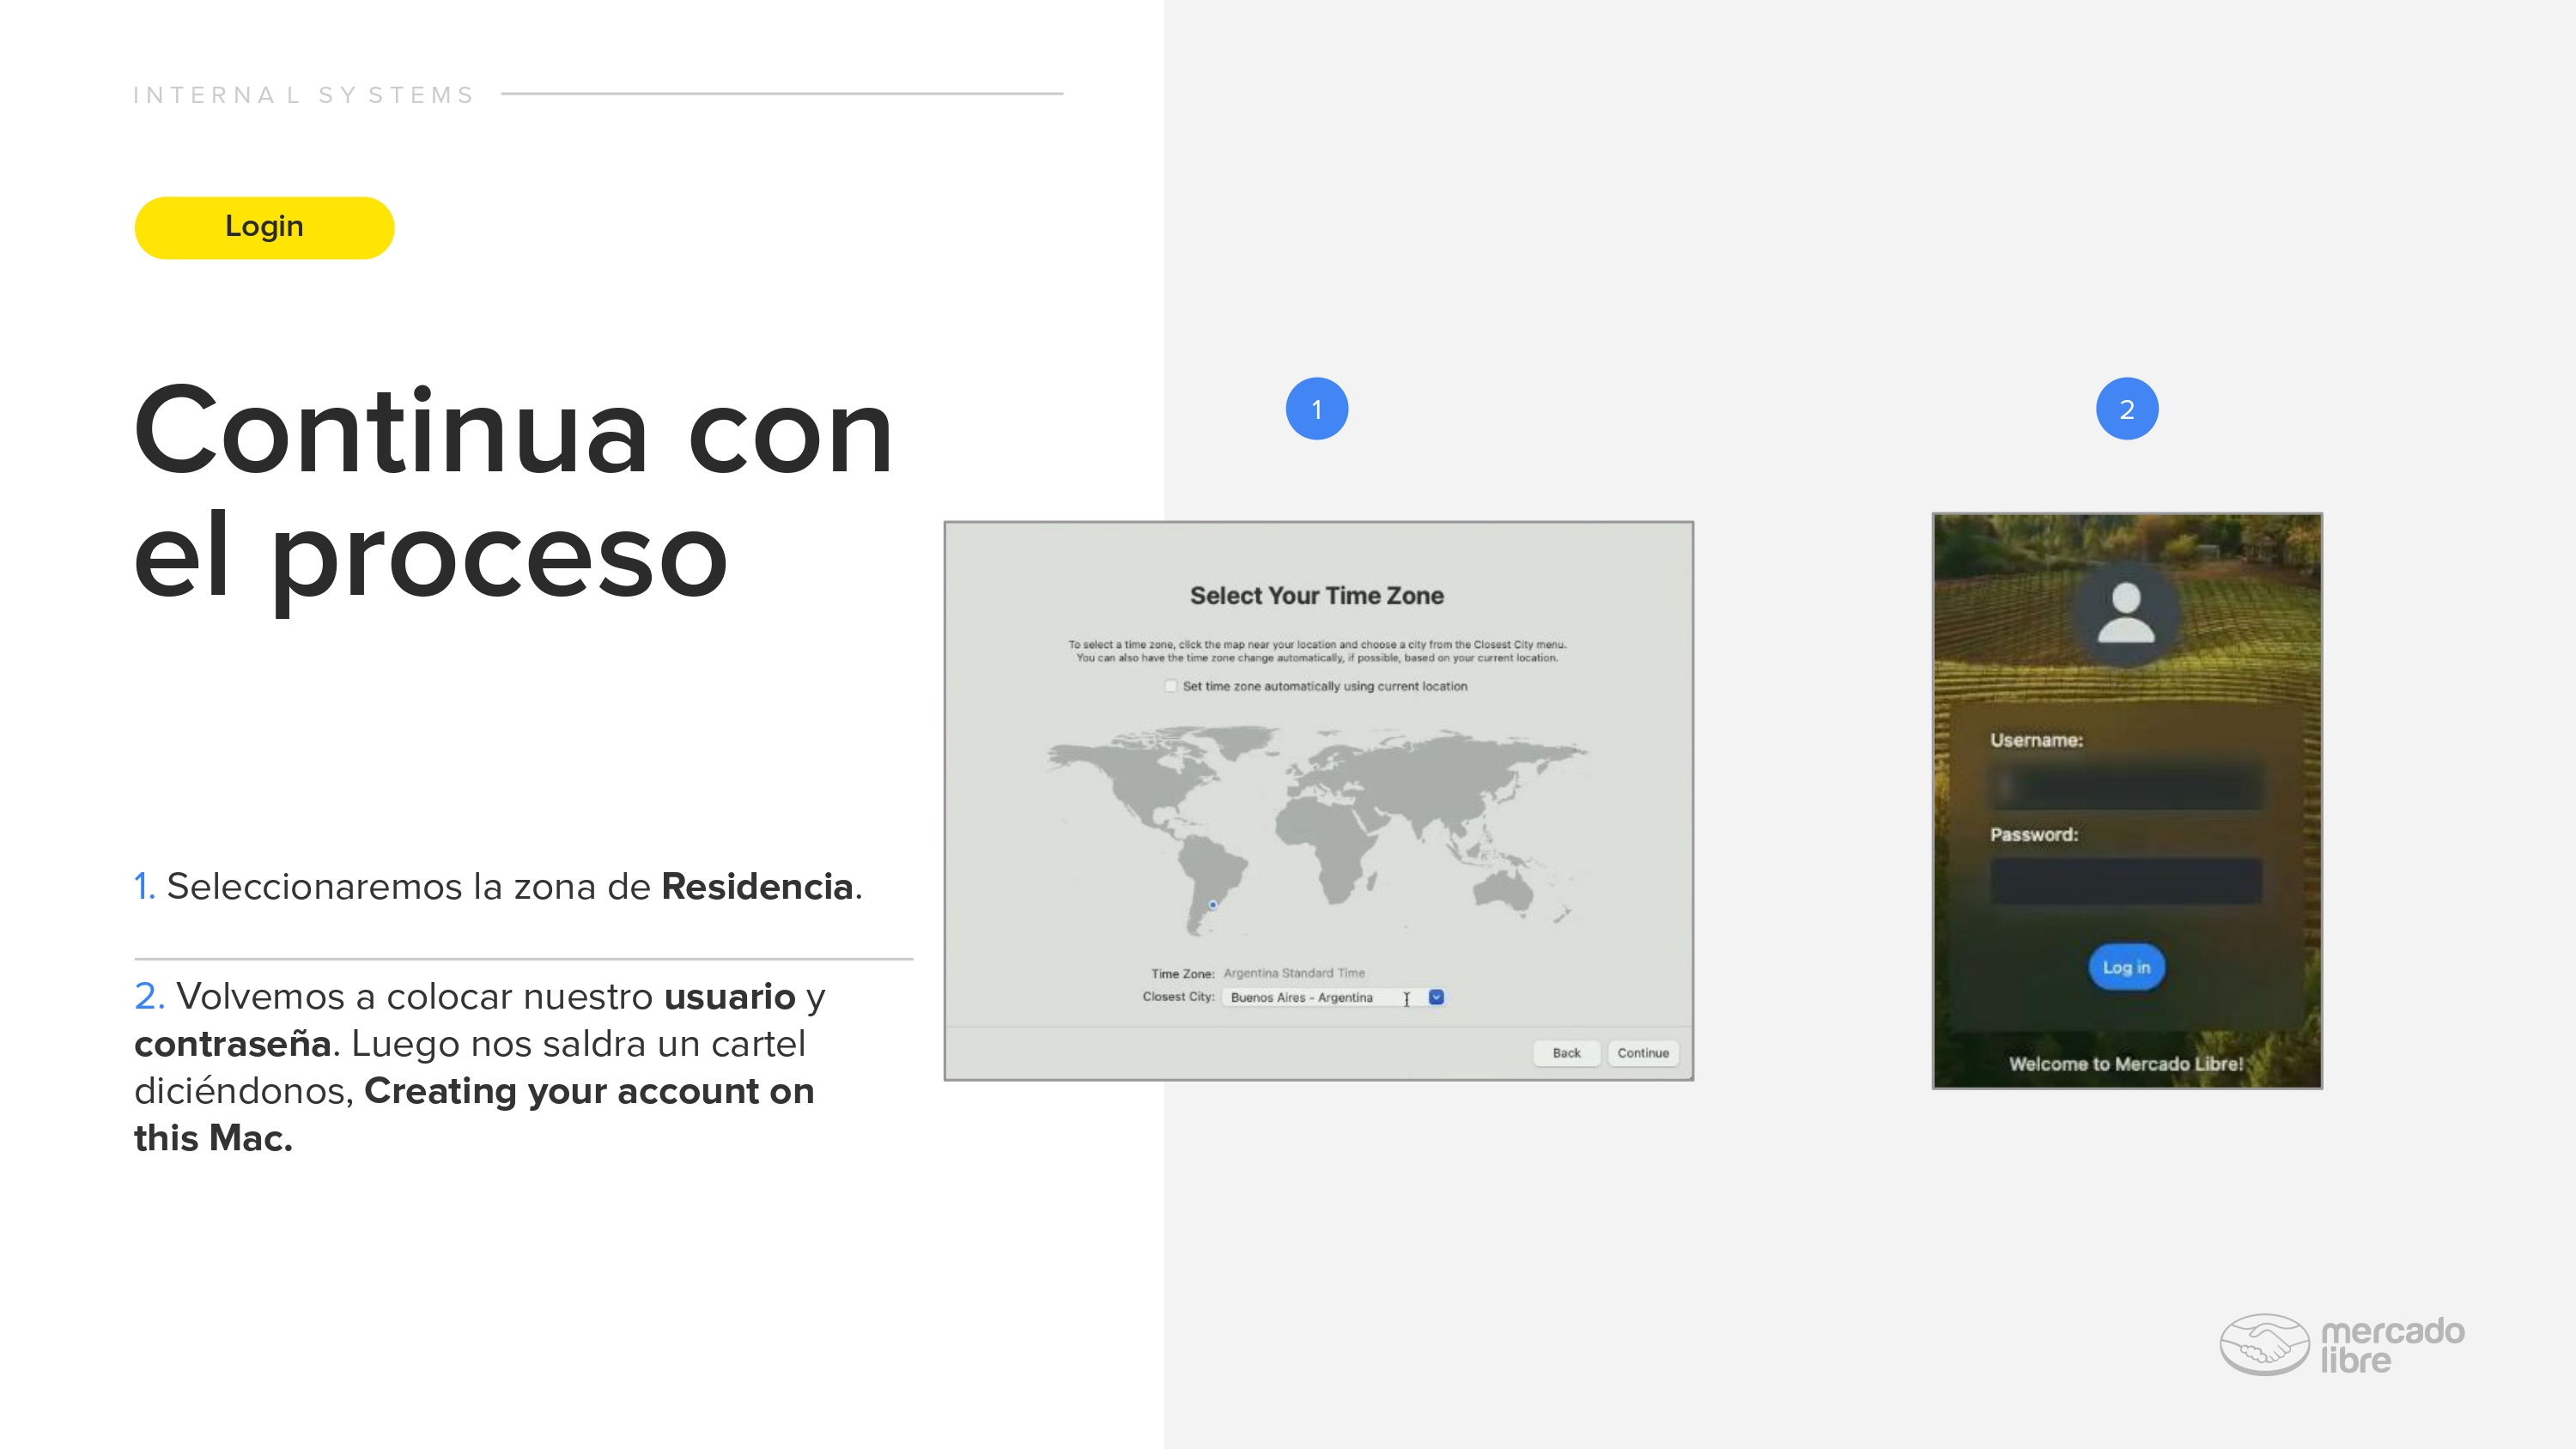 INTERNAL SYSTEMS
Login
Continua con
el proceso
1. Seleccionaremos la zona de Residencia.
2. Volvemos a colocar nuestro usuario y
contraseña. Luego nos saldra un cartel
diciéndonos, Creating your account on
this Mac.
1
Select Your Time Zone
To select a time zone, click the map near your location and choose a city from the Closest City menu.
You can also have the time zone change automatically, if possible, based on your current location.
Set time zone automatically using current location
Time Zone: Argentina Standard Time
Closest City: Buenos Aires - Argentina
Back Continue
2
Username:
Password:
Log in
Welcome to Mercado Libre!
mercado
libre